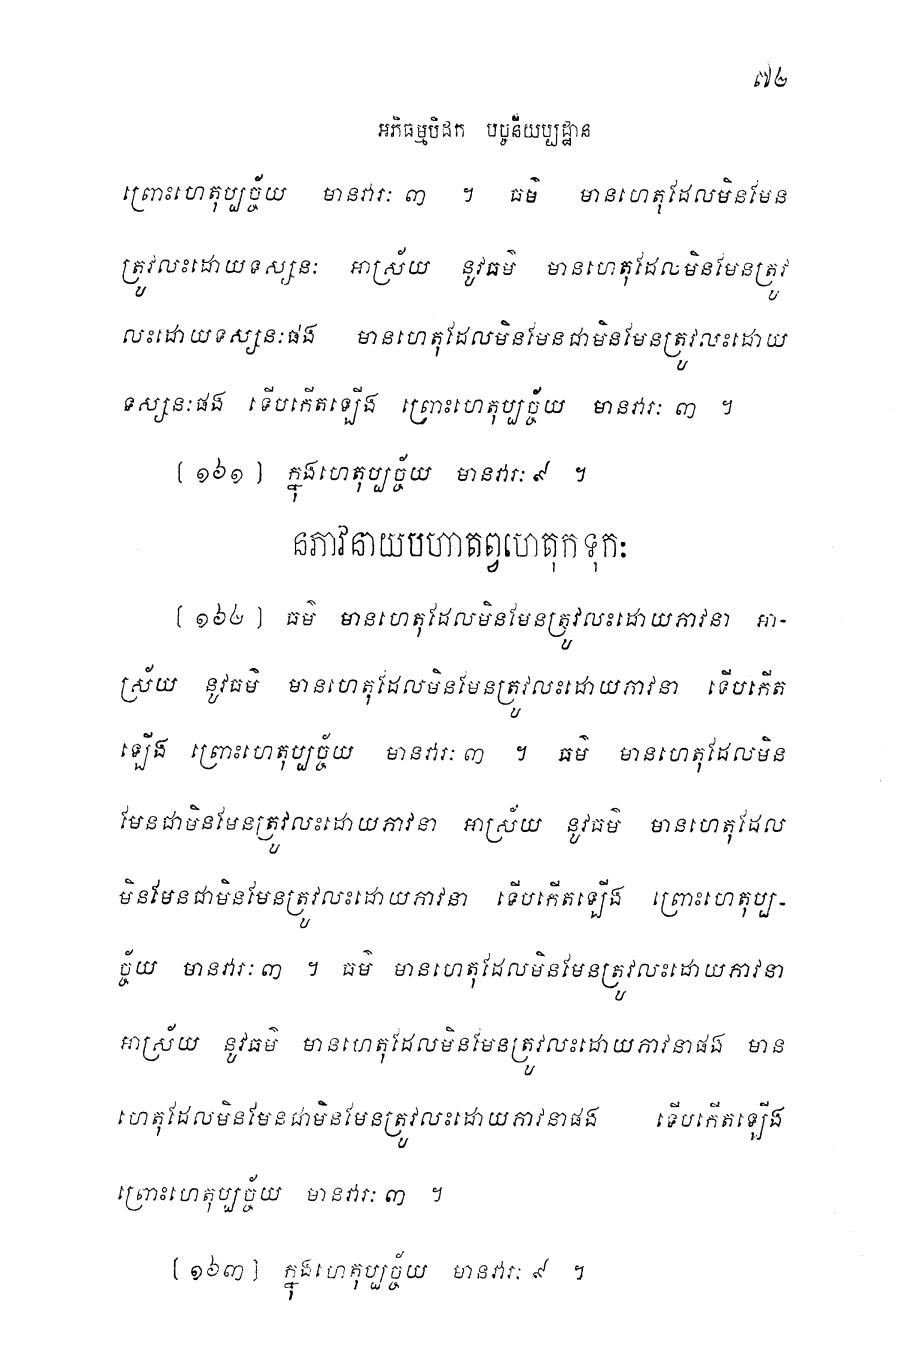 ៧២
អភិធម្មបិដក បច្ចនីយប្បដ្ឋាន
ព្រោះហេតុប្បច្ច័យ មានវារៈ ៣ ។ ធម៌ មានហេតុដែលមិនមែន
ត្រូវលះដោយទស្សនៈ អាស្រ័យ នូវធម៌ មានហេតុដែលមិនមែនត្រូវ
លះដោយទស្សនៈផង មានហេតុដែលមិនមែនជាមិនមែនត្រូវលះដោយ
ទស្សនៈផង ទើបកើតឡើង ព្រោះហេតុប្បច្ច័យ មានវារៈ ៣ ។
[ ១៦១ ] ក្នុងហេតុប្បច្ច័យ មានវារៈ ៩ ។
នភាវនាយបហាតព្វហេតុកទុកៈ
[ ១៦២ ] ធម៌ មានហេតុដែលមិនមែនត្រូវលះដោយភាវនា អា-
ស្រ័យ នូវធម៌ មានហេតុដែលមិនមែនត្រូវលះដោយភាវនា ទើបកើត
ឡើង ព្រោះហេតុប្បច្ច័យ មានវារៈ ៣ ។ ធម៌ មានហេតុដែលមិន
មែនជាមិនមែនត្រូវលះដោយភាវនា អាស្រ័យ នូវធម៌ មានហេតុដែល
មិនមែនជាមិនមែនត្រូវលះដោយភាវនា ទើបកើតឡើង ព្រោះហេតុប្ប-
ច្ច័យ មានវារៈ ៣ ។ ធម៌ មានហេតុដែលមិនមែនត្រូវលះដោយភាវនា
អាស្រ័យ នូវធម៌ មានហេតុដែលមិនមែនត្រូវលះដោយភាវនាផង មាន
ហេតុដែលមិនមែនជាមិនមែនត្រូវលះដោយភាវនាផង ទើបកើតឡើង
ព្រោះហេតុប្បច្ច័យ មានវារៈ ៣ ។
[ ១៦៣ ] ក្នុងហេតុប្បច្ច័យ មានវារៈ ៩ ។